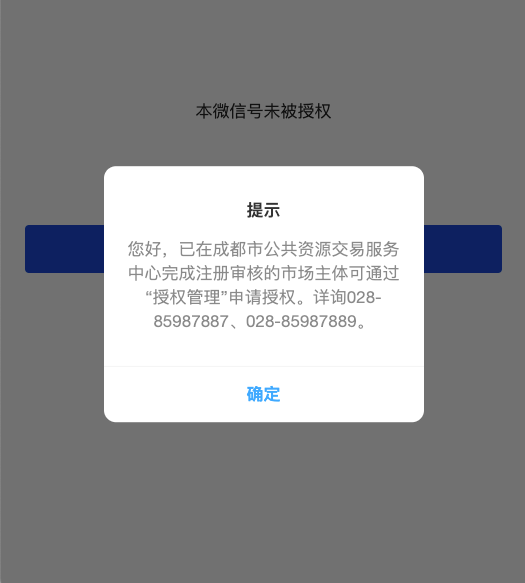 本微信号未被授权
提示
您好，已在成都市公共资源交易服务
中心完成注册审核的市场主体可通过
“授权管理”申请授权。详询028-
85987887、028-85987889。
确定